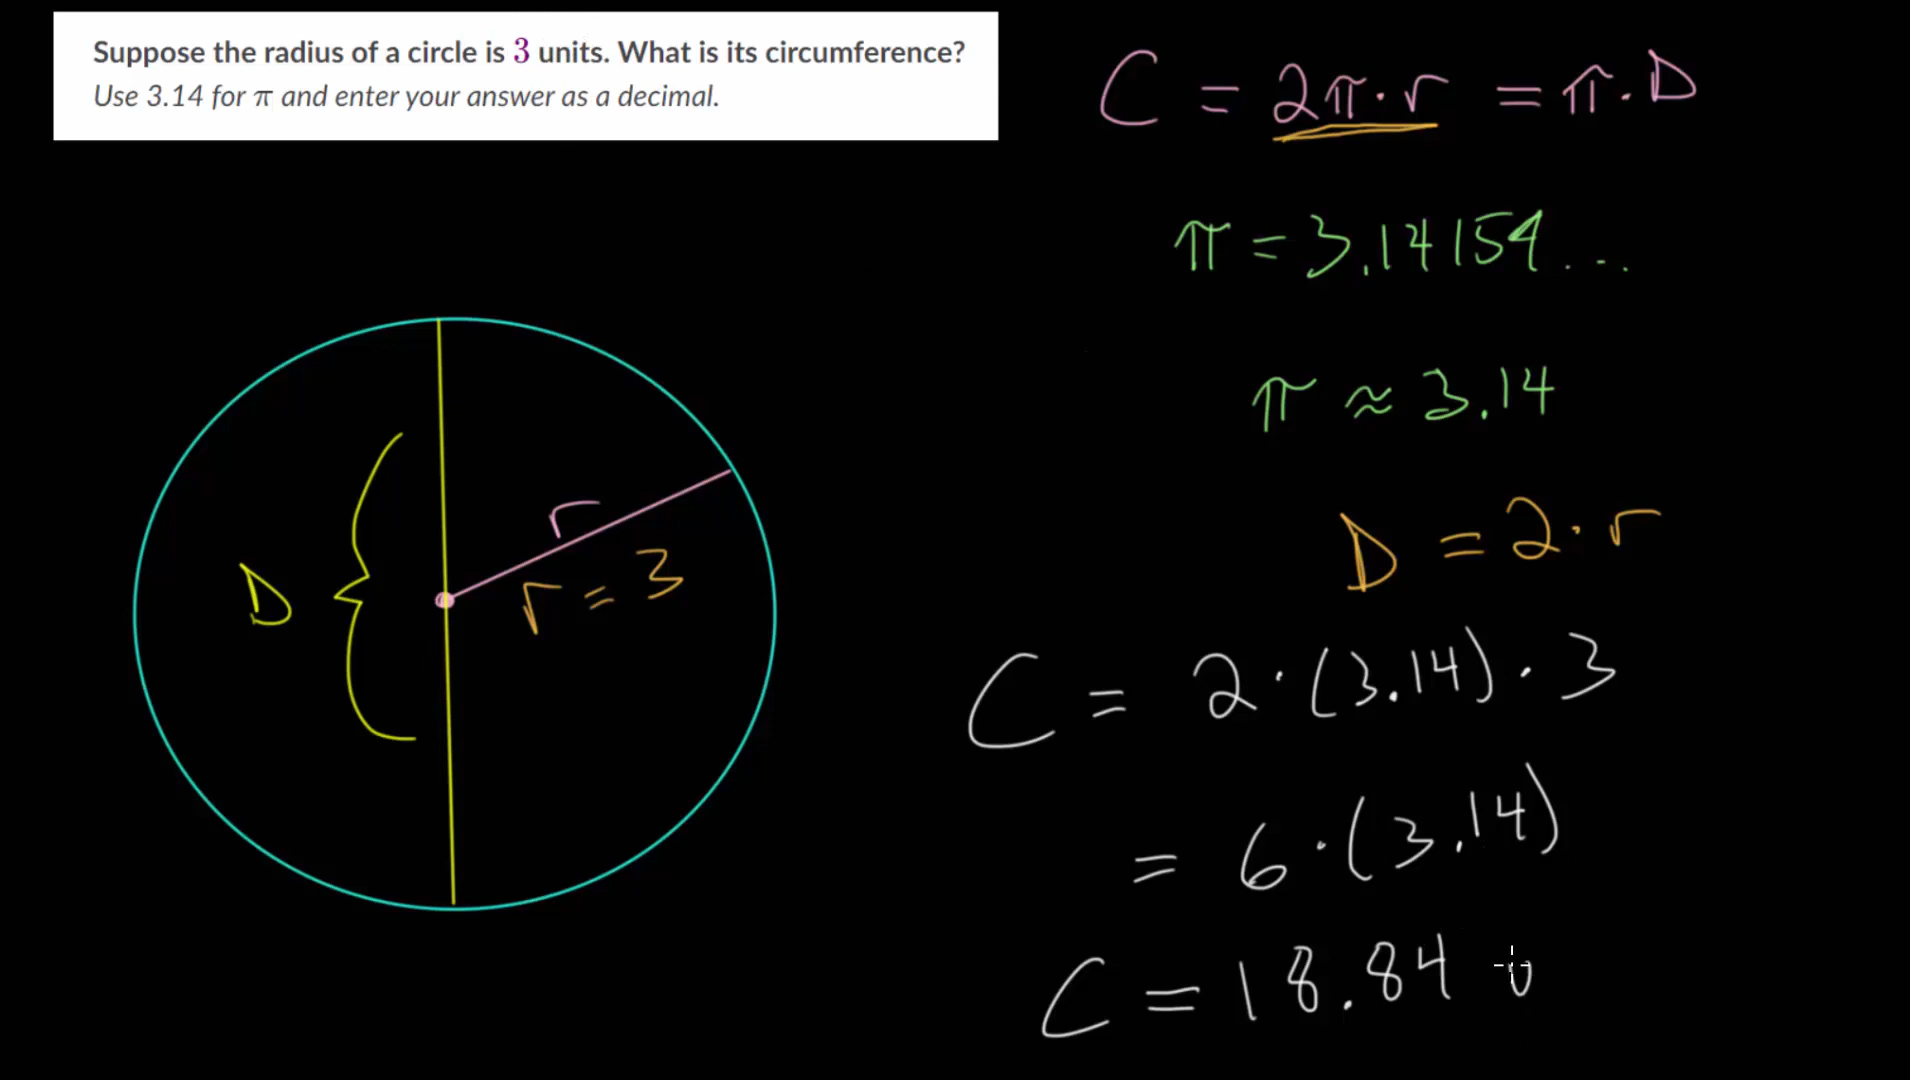 Suppose the radius of a circle is 3 units. What is its circumference?
Use 3.14 for π and enter your answer as a decimal.
C = 2π · r = π · D
π = 3.14159...
π ≈ 3.14
r
D = 2 · r
D
r = 3
C = 2 · (3.14) · 3
= 6 · (3.14)
C = 18.84 u